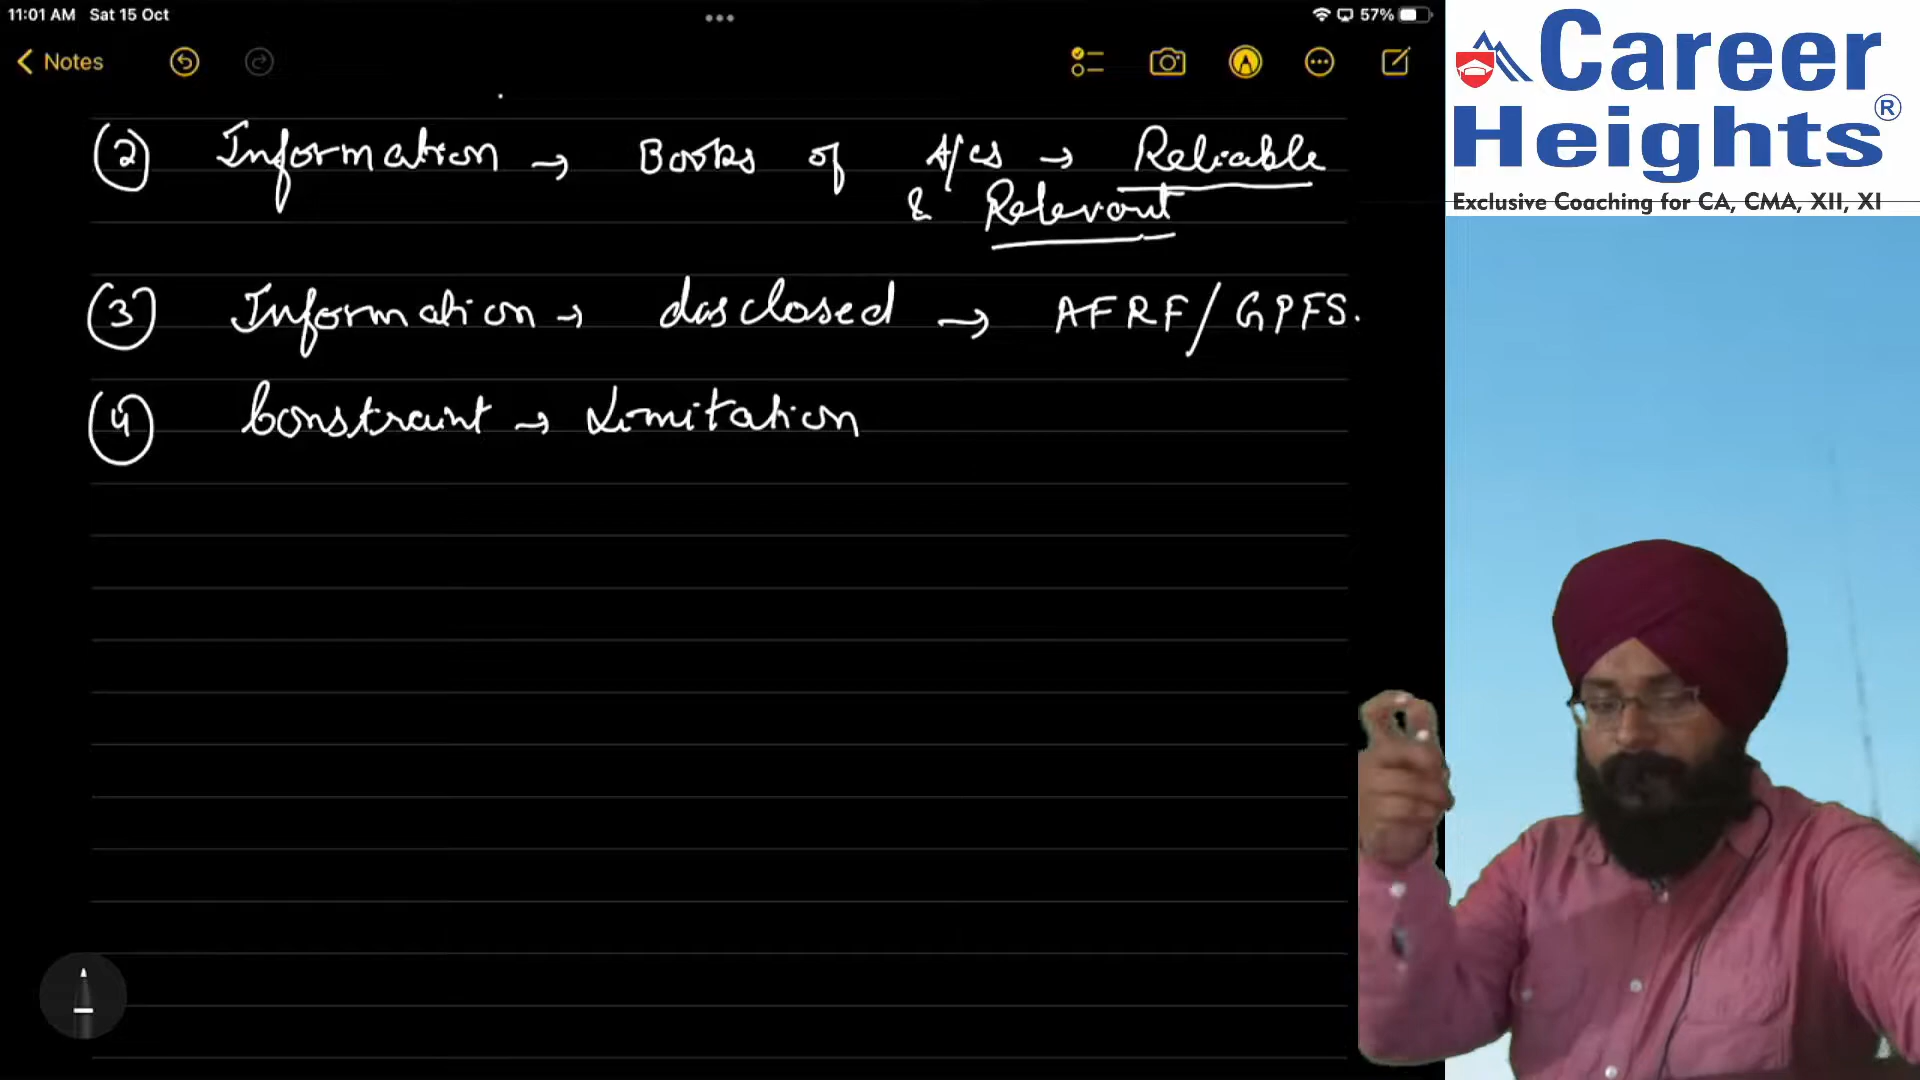 11:01 AM Sat 15 Oct
57%
Notes
(2) Information → Books of A/cs → Reliable
& Relevant
(3) Information → disclosed → AFRF/GPFS.
(4) Constraint → Limitation
Career
Heights®
Exclusive Coaching for CA, CMA, XII, XI